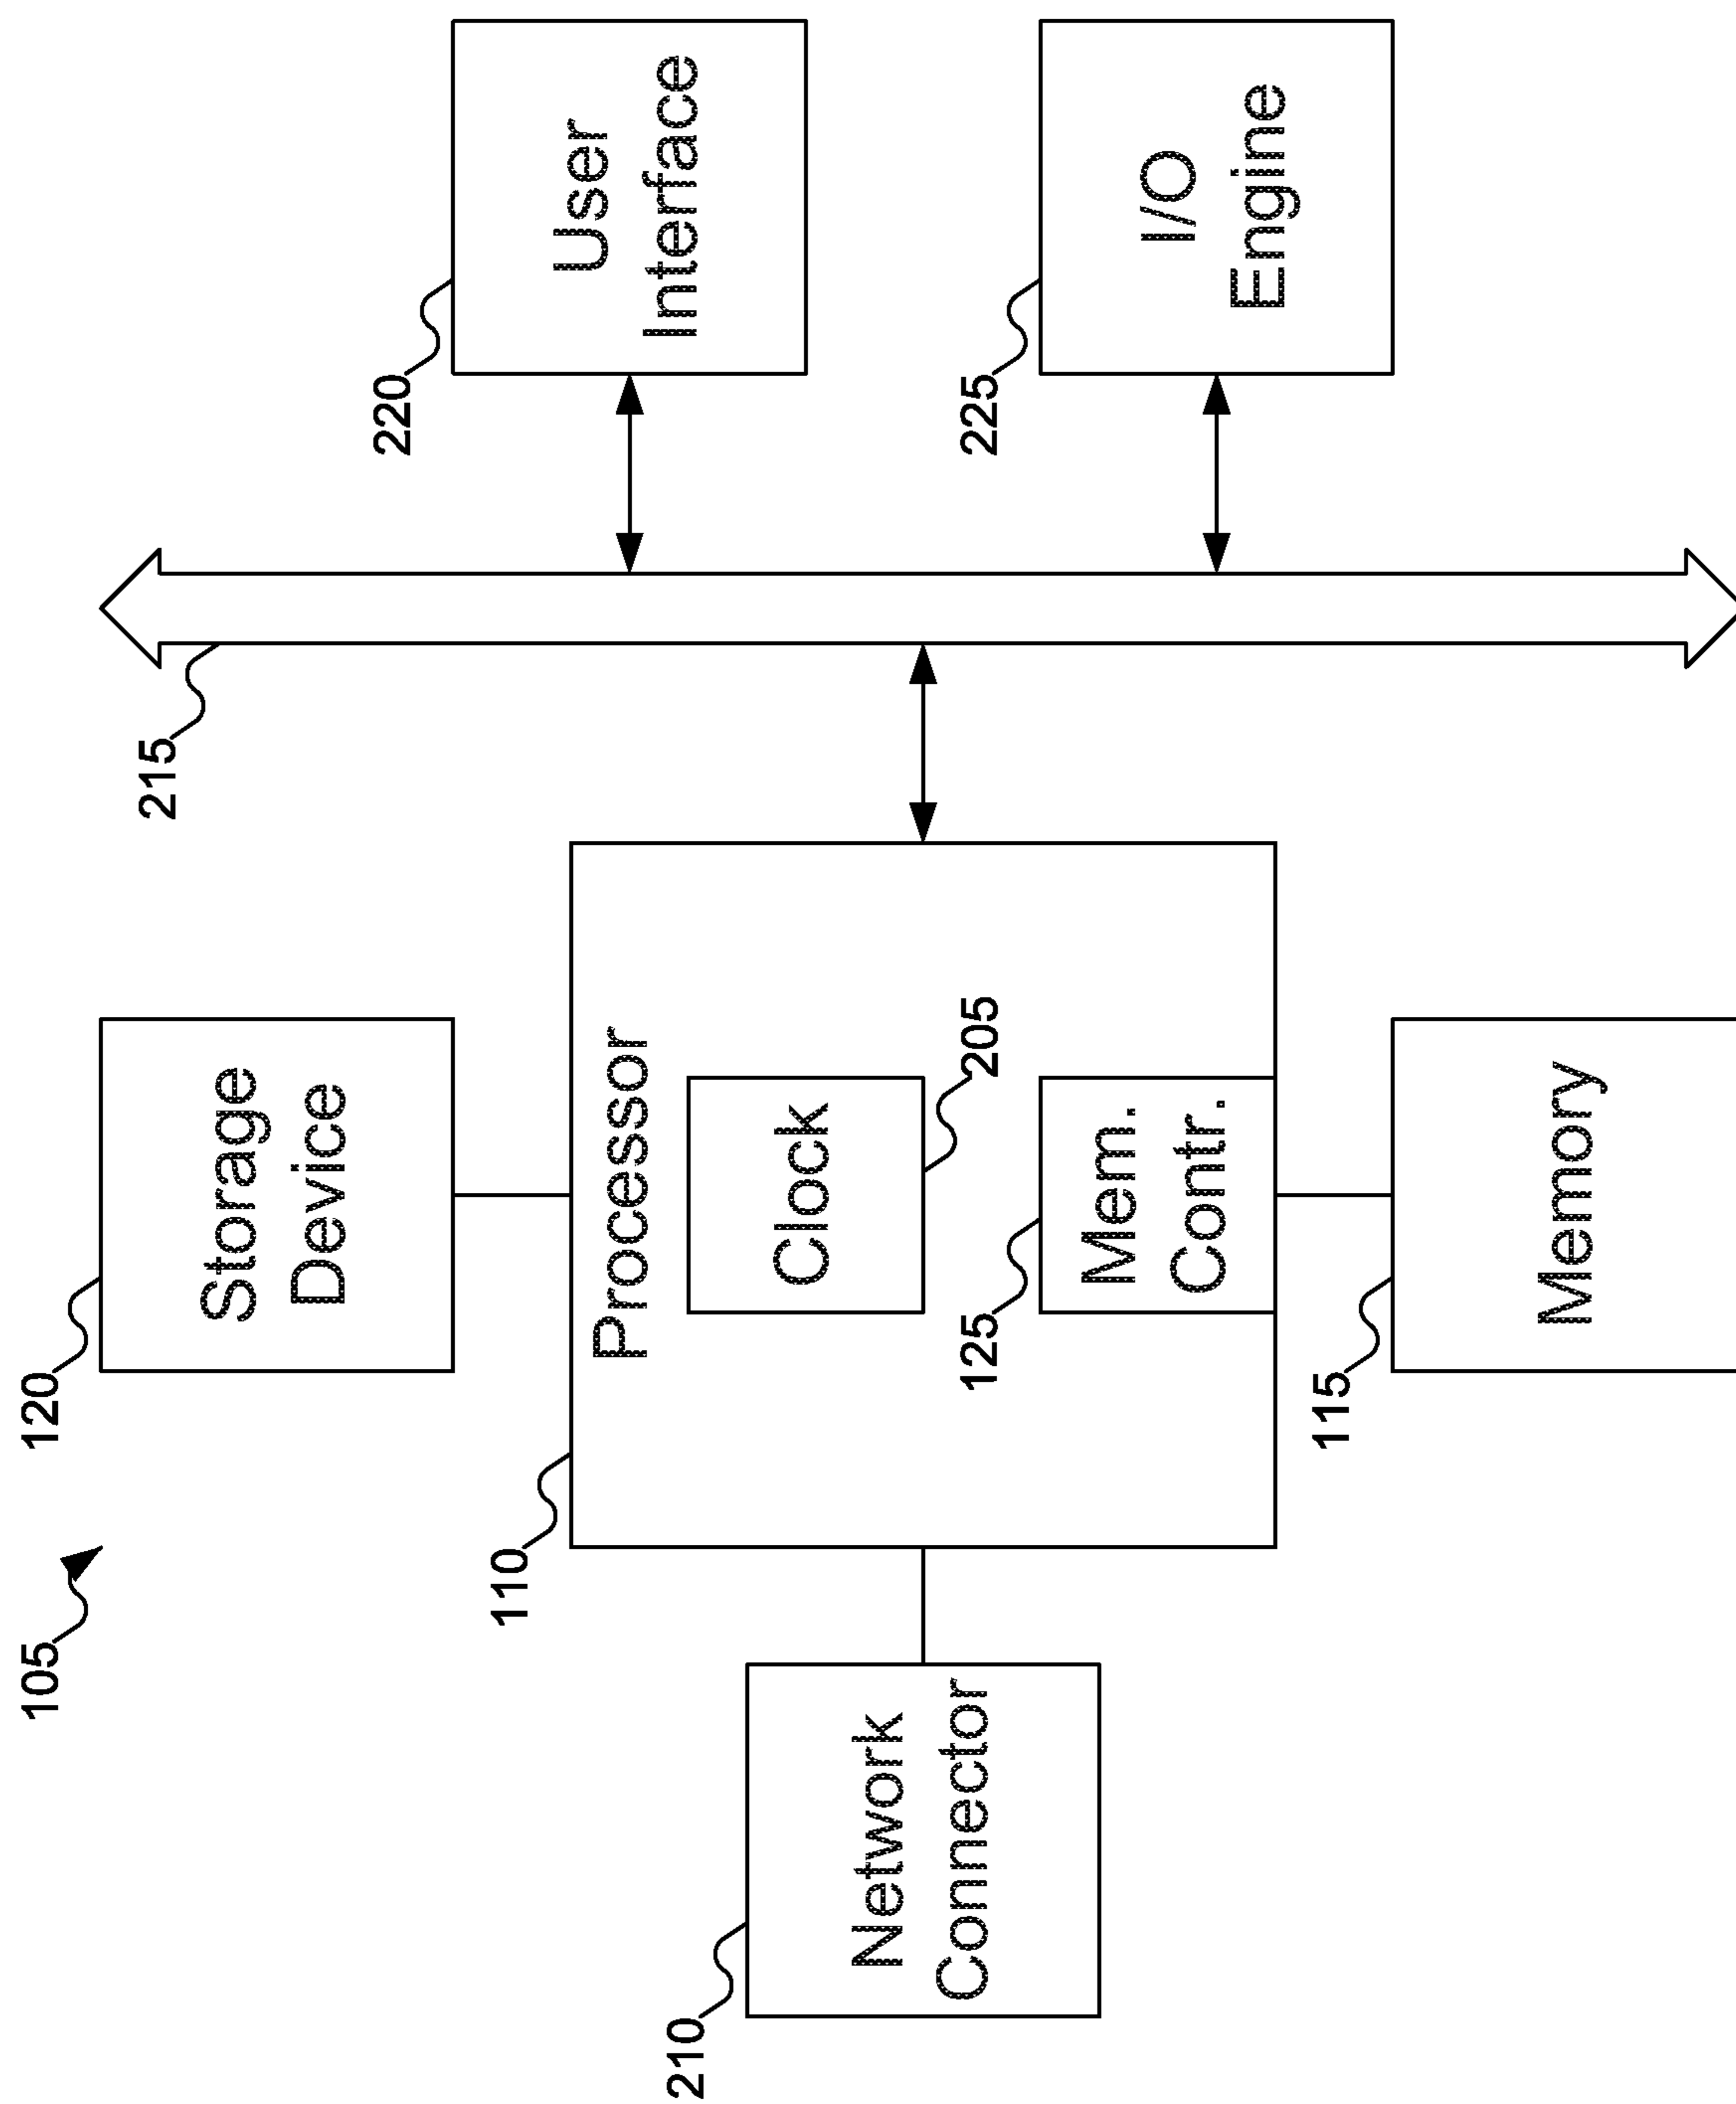 105
120
Storage
Device
110
Processor
Clock
205
125
Mem.
Contr.
115
Memory
210
Network
Connector
215
220
User
Interface
225
I/O
Engine